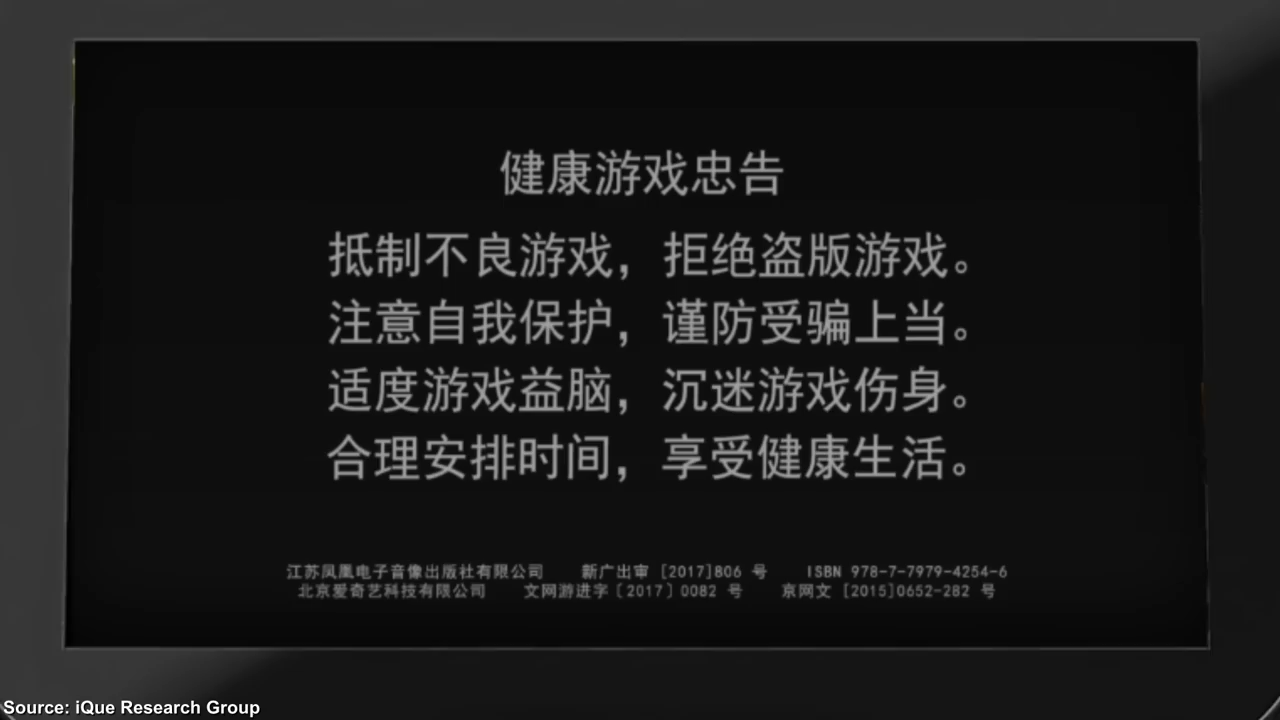 健康游戏忠告
抵制不良游戏，拒绝盗版游戏。
注意自我保护，谨防受骗上当。
适度游戏益脑，沉迷游戏伤身。
合理安排时间，享受健康生活。
江苏凤凰电子音像出版社有限公司 新广出审 [2017]806 号 ISBN 978-7-7979-4254-6
北京爱奇艺科技有限公司 文网游进字〔2017〕0082 号 京网文 [2015]0652-282 号
Source: iQue Research Group